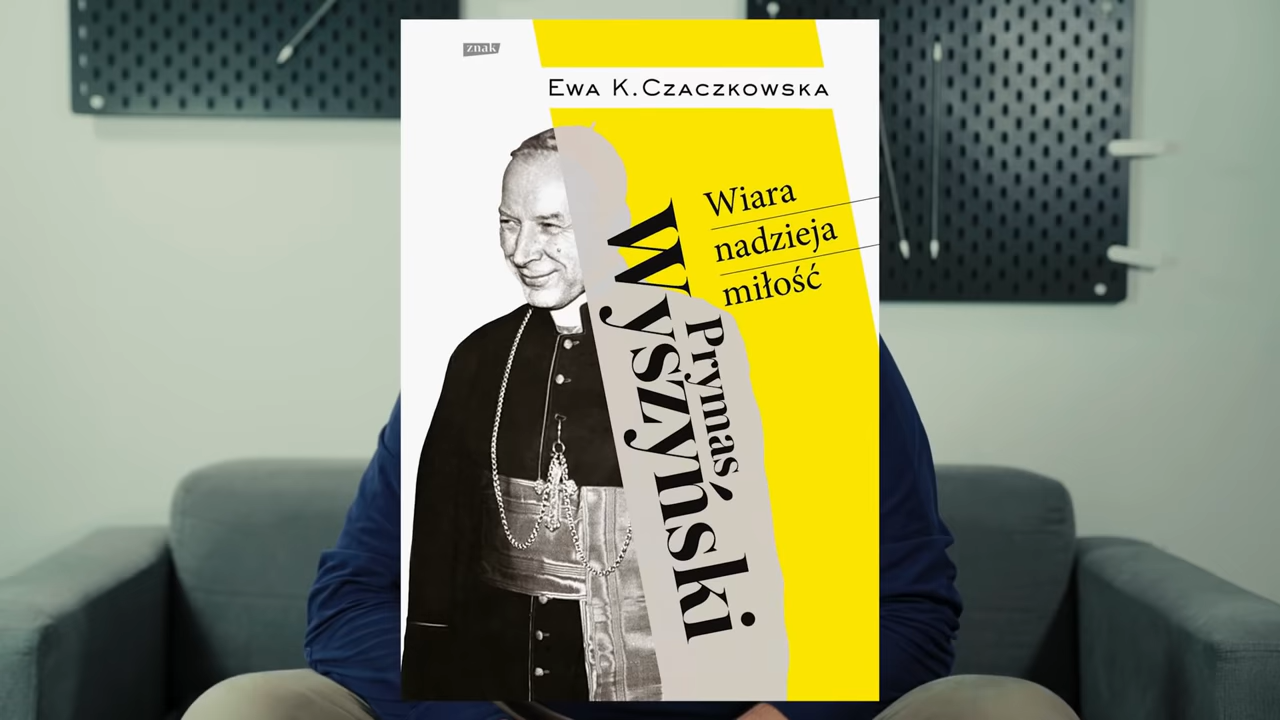 znak
Ewa K. Czaczkowska
Wiara
nadzieja
miłość
Prymas
Wyszyński